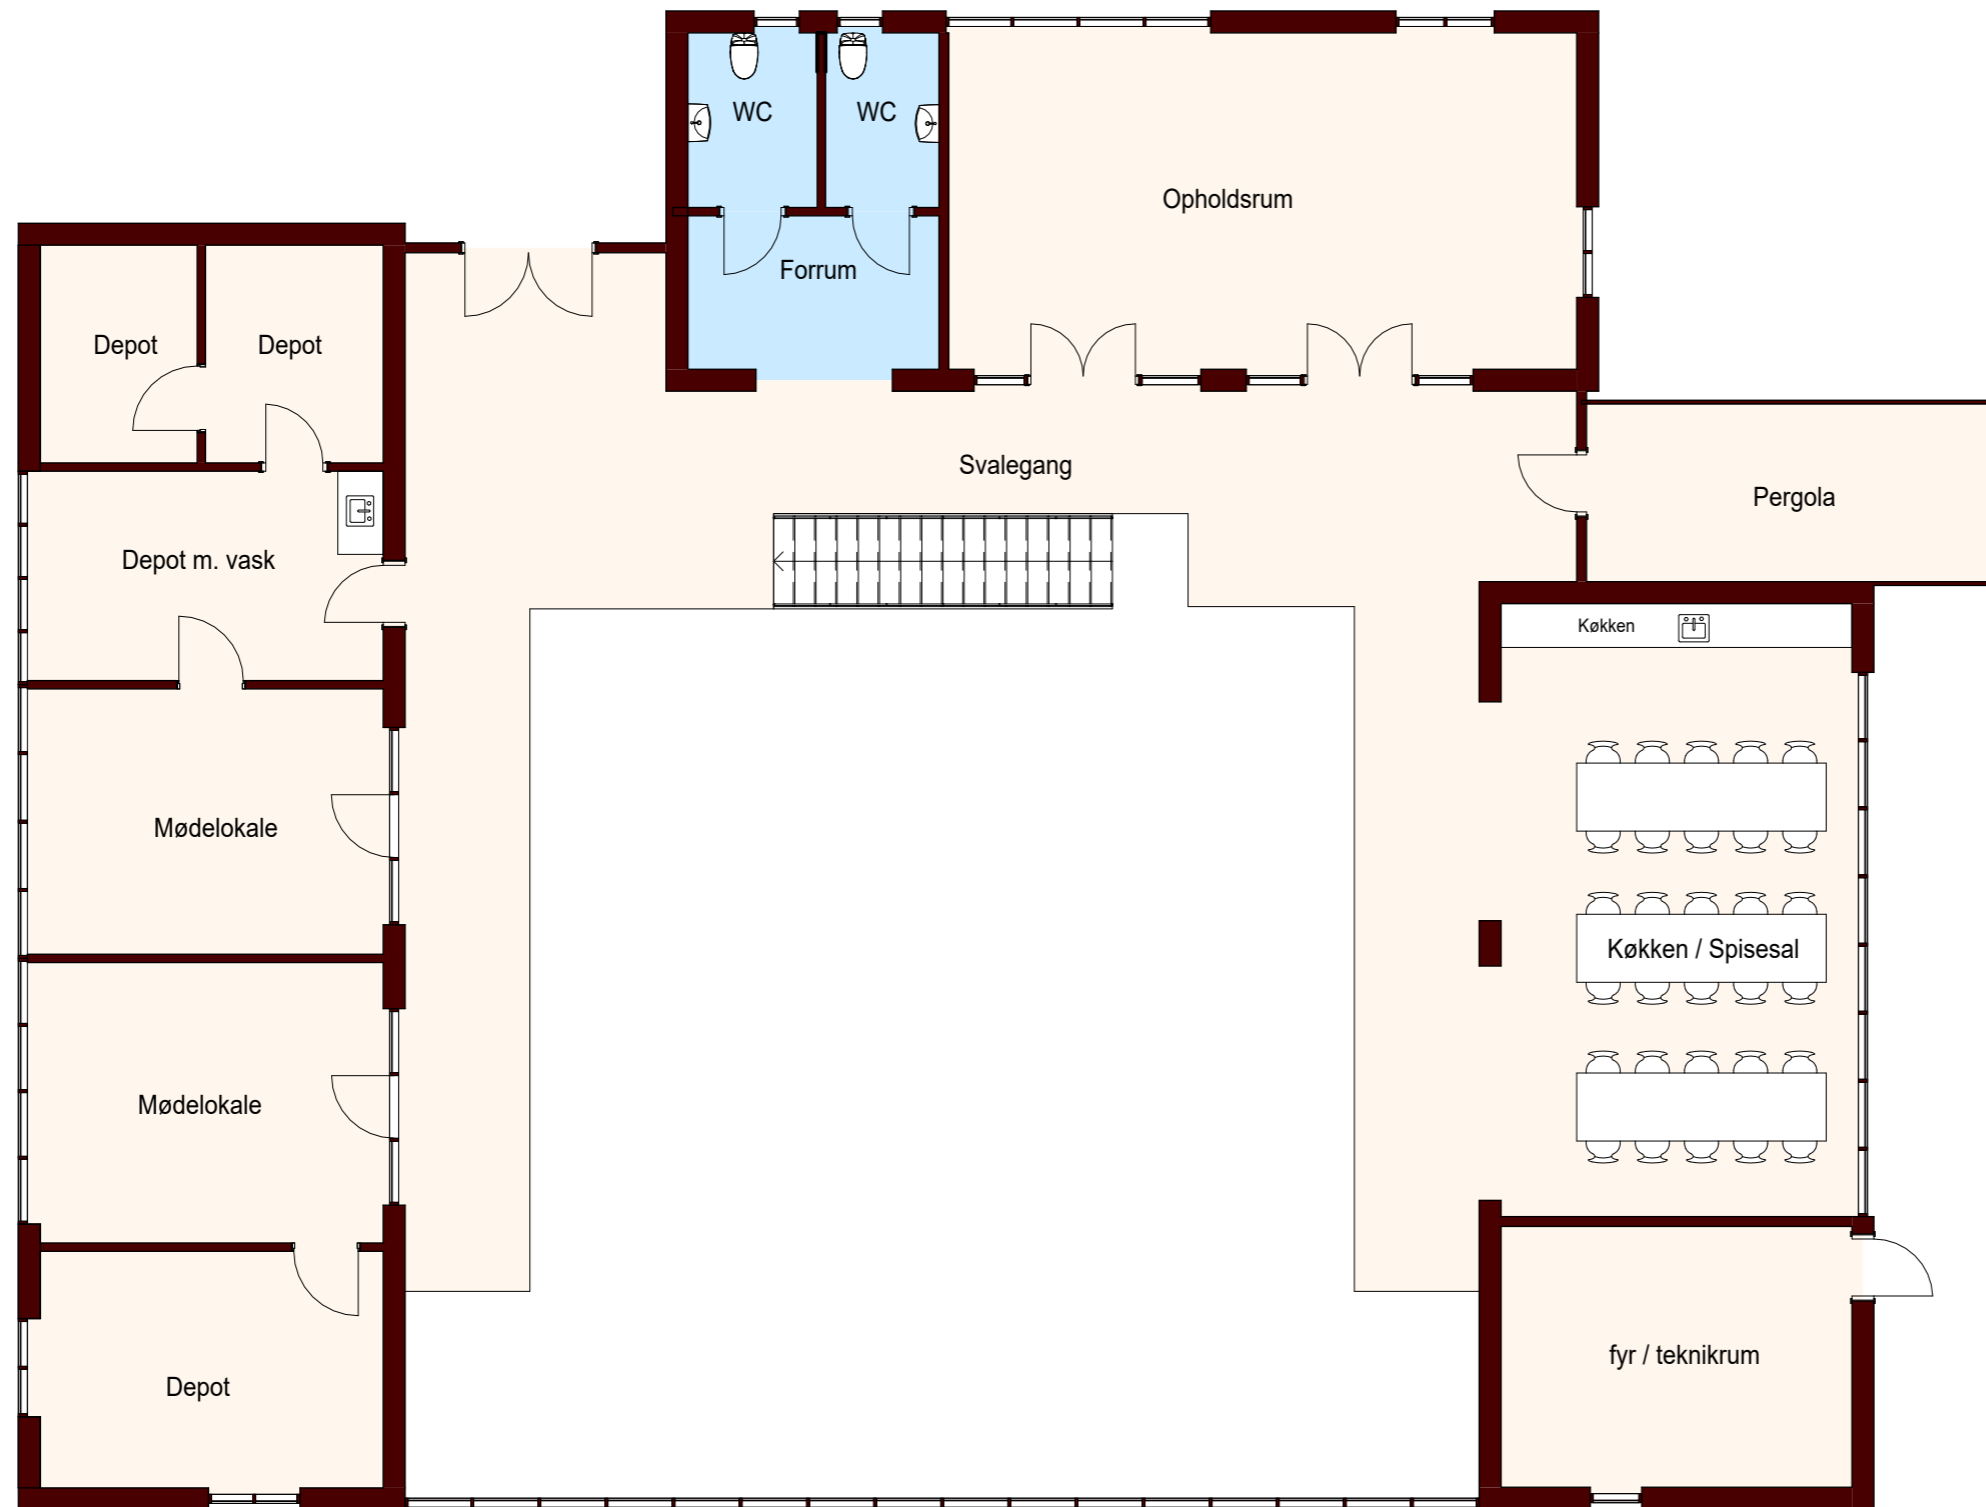 WC
WC
Opholdsrum
Forrum
Depot
Depot
Svalegang
Pergola
Depot m. vask
Køkken
Mødelokale
Køkken / Spisesal
Mødelokale
fyr / teknikrum
Depot